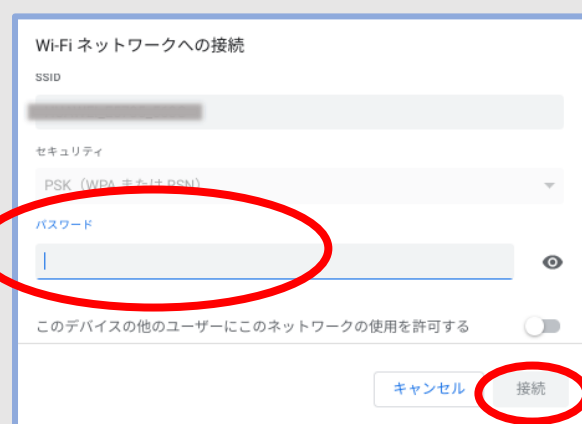 Wi-Fi ネットワークへの接続
SSID
セキュリティ
PSK（WPA または RSN）
パスワード
このデバイスの他のユーザーにこのネットワークの使用を許可する
キャンセル
接続